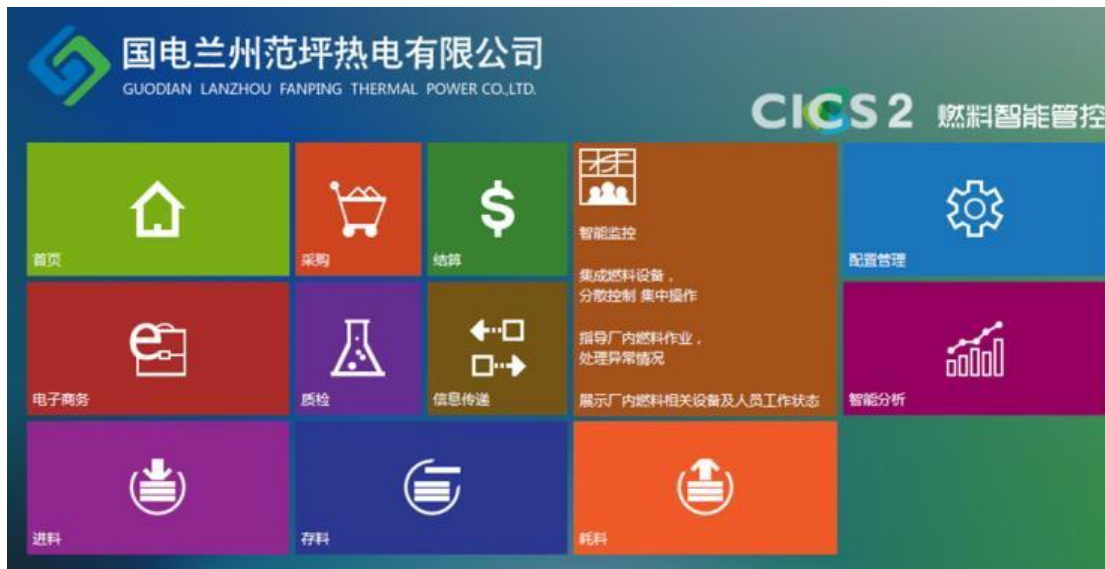 国电兰州范坪热电有限公司
GUODIAN LANZHOU FANPING THERMAL POWER CO.,LTD.
CICS 2 燃料智能管控
首页
采购
$
结算
智能监控
集成燃料设备，
分散控制 集中操作
指导厂内燃料作业，
处理异常情况
展示厂内燃料相关设备及人员工作状态
配置管理
e
电子商务
质检
信息传递
智能分析
进料
存料
耗料